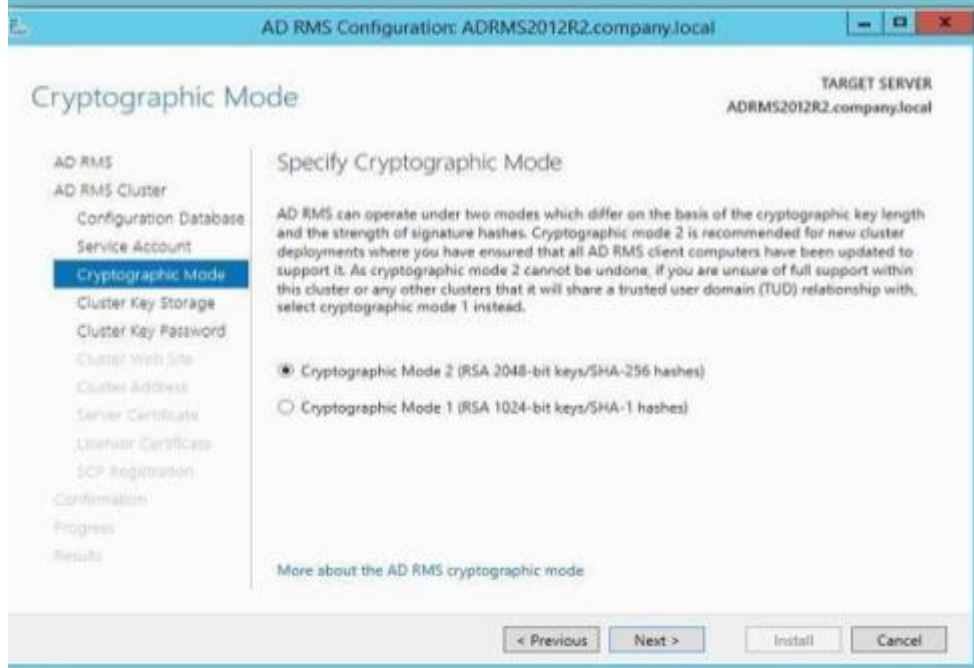 AD RMS Configuration: ADRMS2012R2.company.local
Cryptographic Mode
TARGET SERVER
ADRMS2012R2.company.local
AD RMS
AD RMS Cluster
Configuration Database
Service Account
Cryptographic Mode
Cluster Key Storage
Cluster Key Password
Cluster Web Site
Cluster Address
Server Certificate
Licensor Certificate
SCP Registration
Confirmation
Progress
Results
Specify Cryptographic Mode
AD RMS can operate under two modes which differ on the basis of the cryptographic key length
and the strength of signature hashes. Cryptographic mode 2 is recommended for new cluster
deployments where you have ensured that all AD RMS client computers have been updated to
support it. As cryptographic mode 2 cannot be undone, if you are unsure of full support within
this cluster or any other clusters that it will share a trusted user domain (TUD) relationship with,
select cryptographic mode 1 instead.
Cryptographic Mode 2 (RSA 2048-bit keys/SHA-256 hashes)
Cryptographic Mode 1 (RSA 1024-bit keys/SHA-1 hashes)
More about the AD RMS cryptographic mode
< Previous
Next >
Install
Cancel